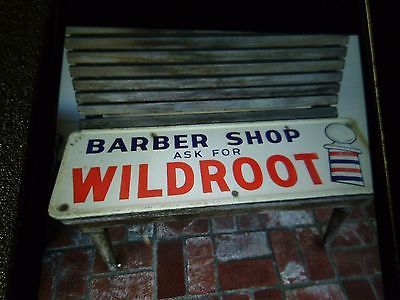 BARBER SHOP
ASK FOR
WILDROOT